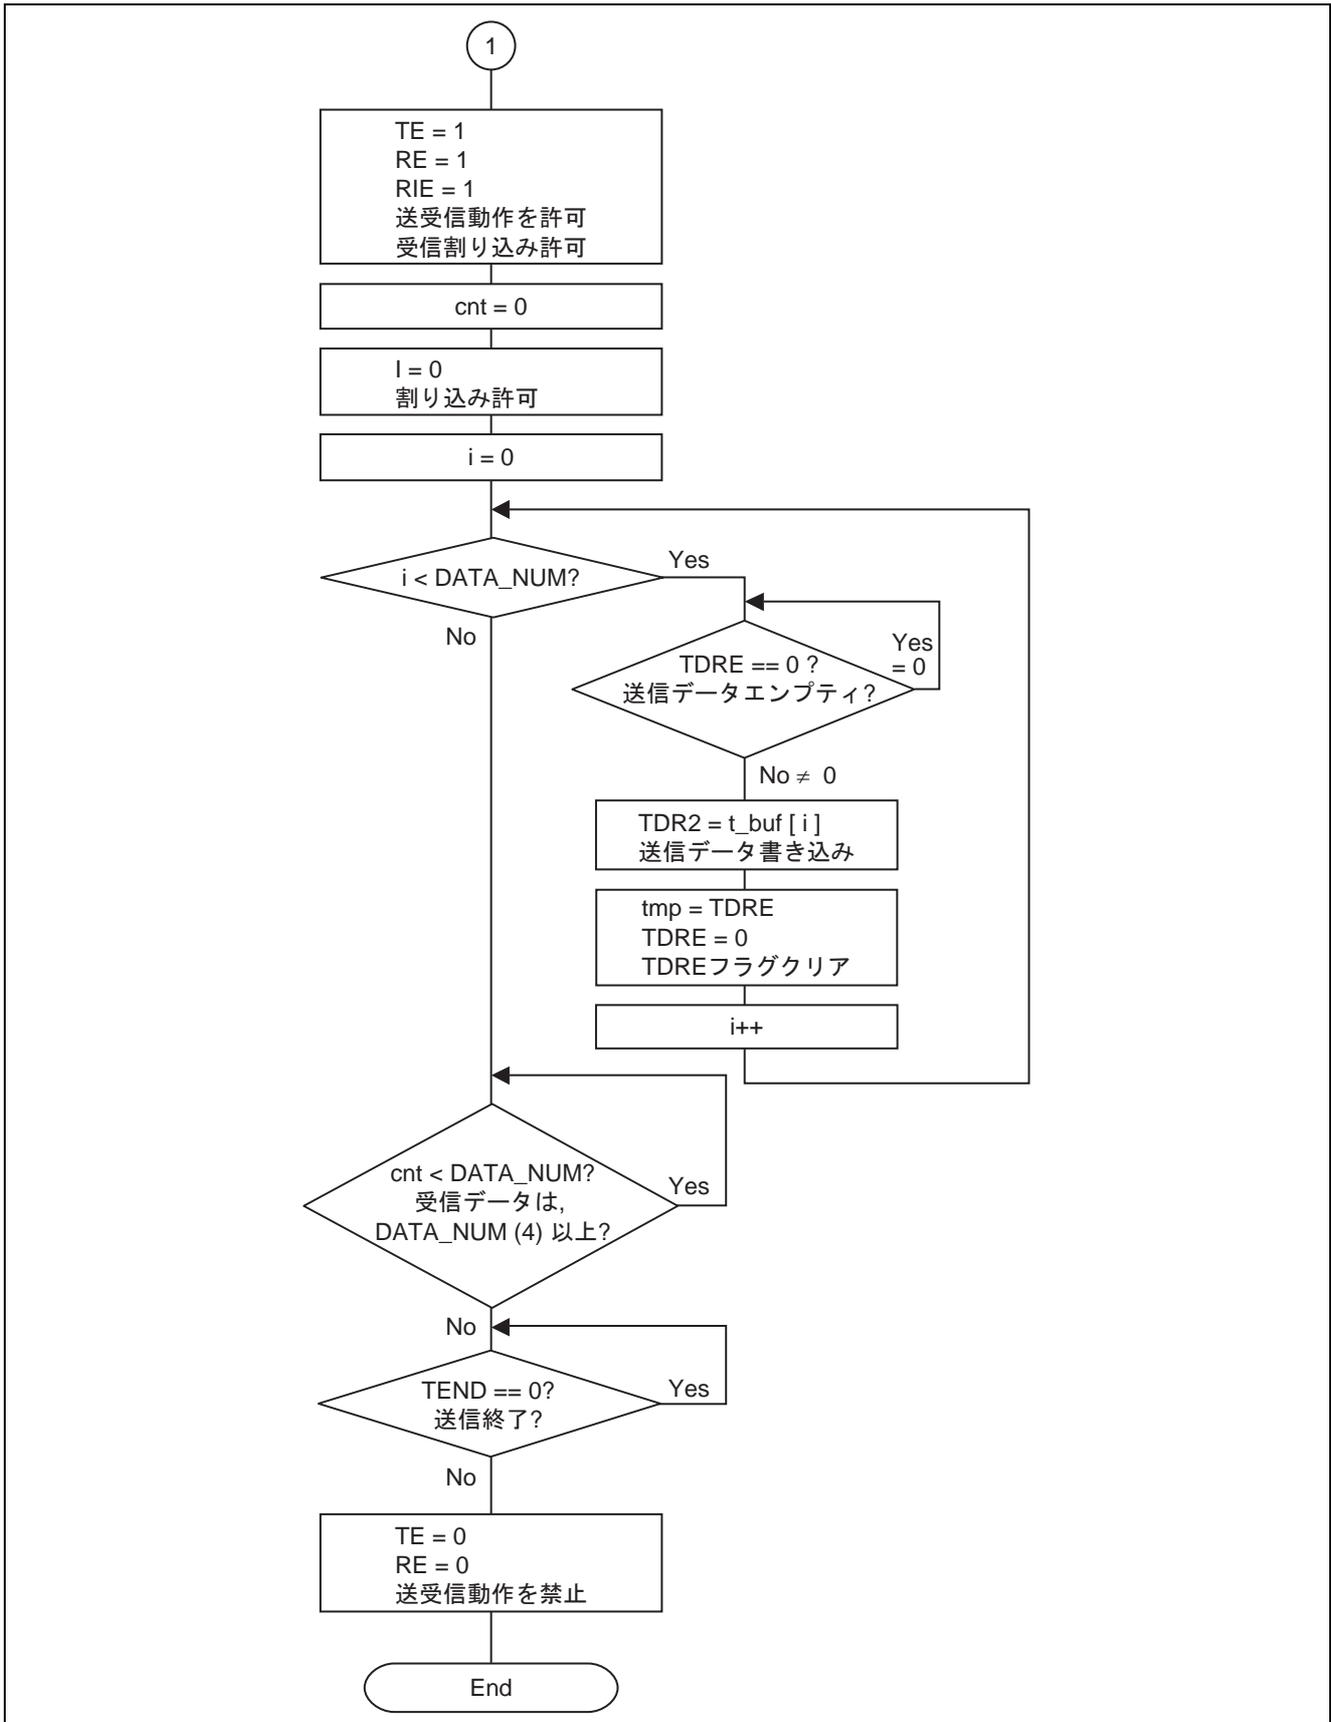 1
TE = 1
RE = 1
RIE = 1
送受信動作を許可
受信割り込み許可
cnt = 0
I = 0
割り込み許可
i = 0
i < DATA_NUM?
Yes
No
TDRE == 0 ?
送信データエンプティ?
Yes
= 0
No ≠ 0
TDR2 = t_buf [ i ]
送信データ書き込み
tmp = TDRE
TDRE = 0
TDREフラグクリア
i++
cnt < DATA_NUM?
受信データは,
DATA_NUM (4) 以上?
Yes
No
TEND == 0?
送信終了?
Yes
No
TE = 0
RE = 0
送受信動作を禁止
End